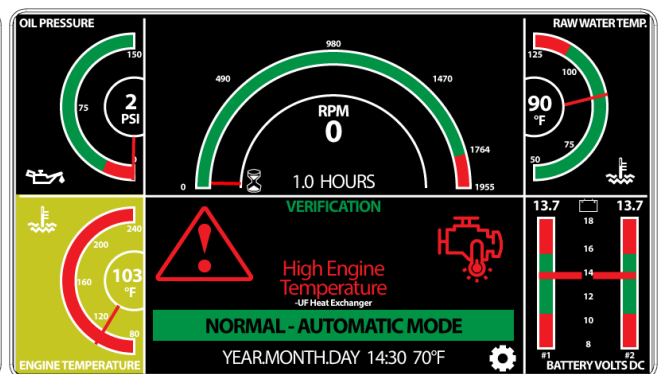 OIL PRESSURE
150
75
0
2
PSI
980
490
1470
1764
0
1955
RPM
0
1.0 HOURS
RAW WATER TEMP.
125
100
75
50
90
°F
ENGINE TEMPERATURE
240
200
160
120
80
103
°F
VERIFICATION
High Engine
Temperature
-UF Heat Exchanger
NORMAL - AUTOMATIC MODE
YEAR.MONTH.DAY 14:30 70°F
13.7
13.7
18
16
14
12
10
8
#1
#2
BATTERY VOLTS DC